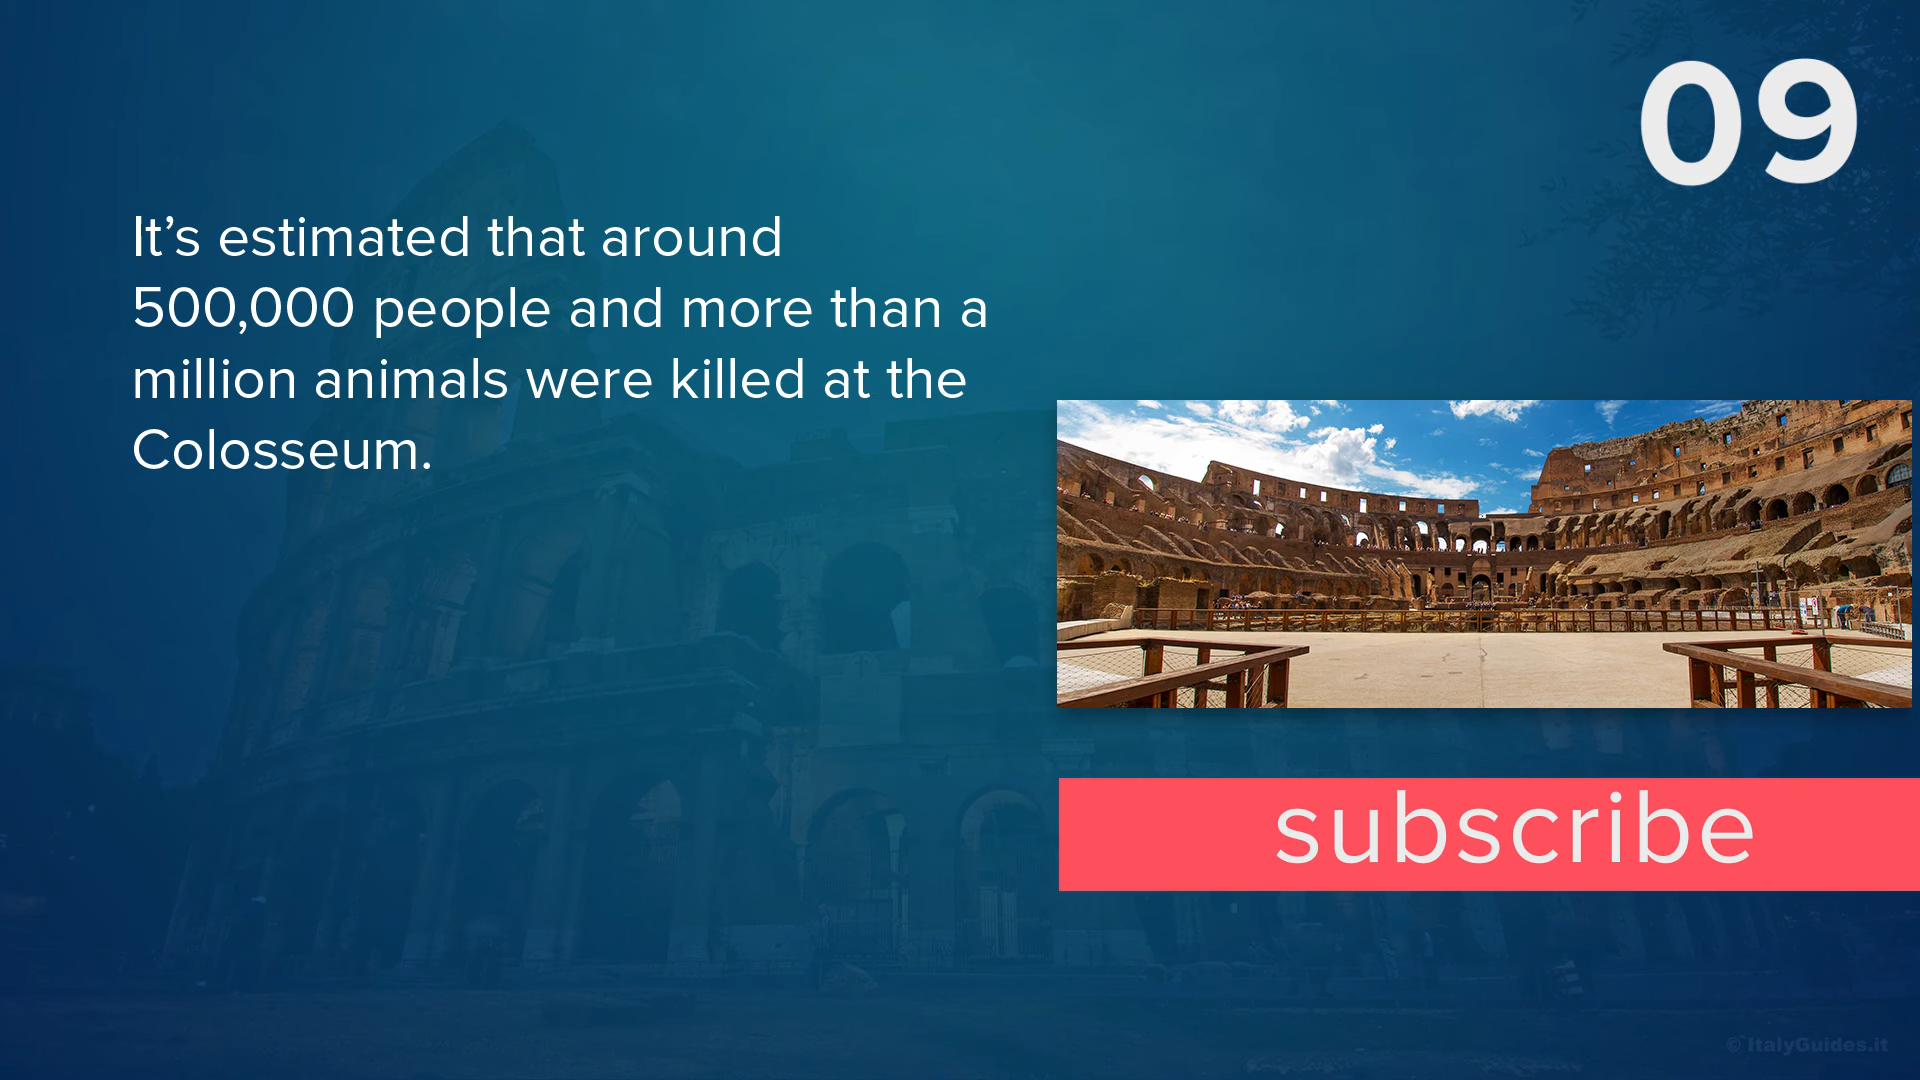 09
It’s estimated that around
500,000 people and more than a
million animals were killed at the
Colosseum.
subscribe
© ItalyGuides.it